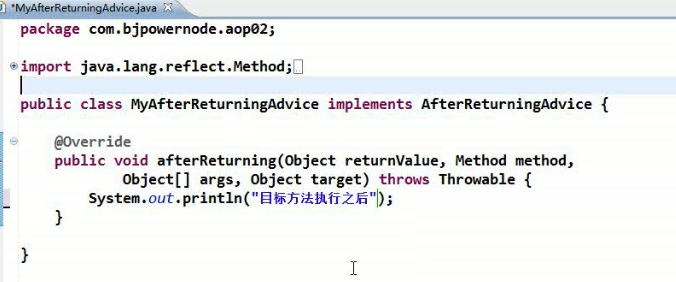 *MyAfterReturningAdvice.java
package com.bjpowernode.aop02;
import java.lang.reflect.Method;
public class MyAfterReturningAdvice implements AfterReturningAdvice {
@Override
public void afterReturning(Object returnValue, Method method,
Object[] args, Object target) throws Throwable {
System.out.println("目标方法执行之后");
}
}